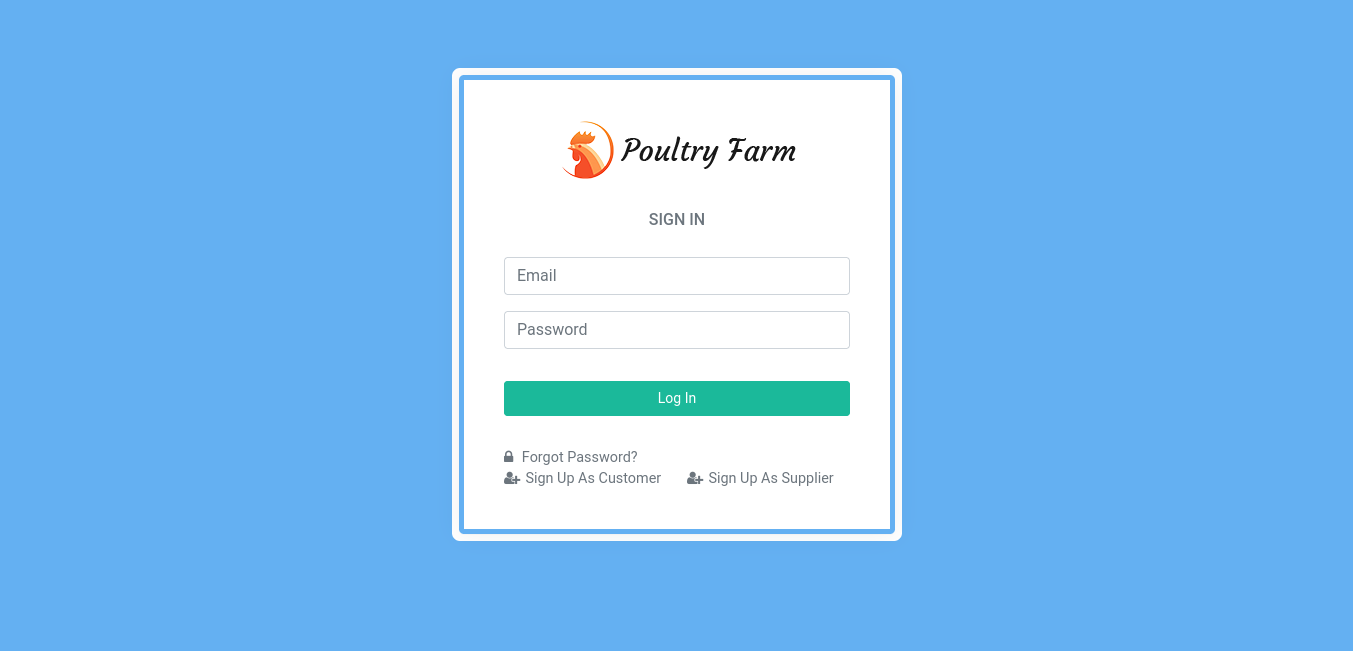 Poultry Farm
SIGN IN
Email
Password
Log In
Forgot Password?
Sign Up As Customer Sign Up As Supplier